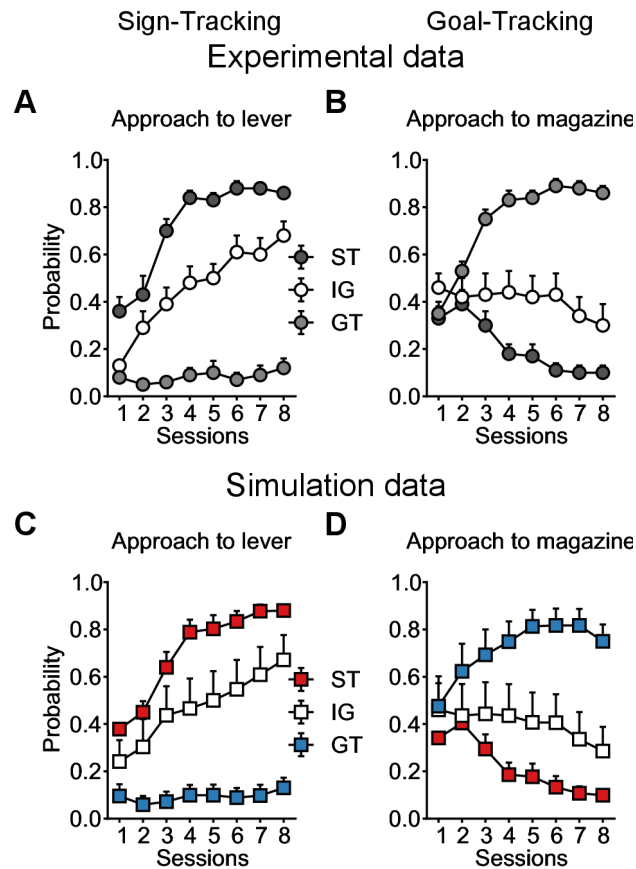 Sign-Tracking Goal-Tracking
Experimental data
A B
Approach to lever Approach to magazine
Probability
1.0
0.8
0.6
0.4
0.2
0.0
1 2 3 4 5 6 7 8
Sessions
ST
IG
GT
1.0
0.8
0.6
0.4
0.2
0.0
1 2 3 4 5 6 7 8
Sessions
Simulation data
C D
Approach to lever Approach to magazine
Probability
1.0
0.8
0.6
0.4
0.2
0.0
1 2 3 4 5 6 7 8
Sessions
ST
IG
GT
1.0
0.8
0.6
0.4
0.2
0.0
1 2 3 4 5 6 7 8
Sessions